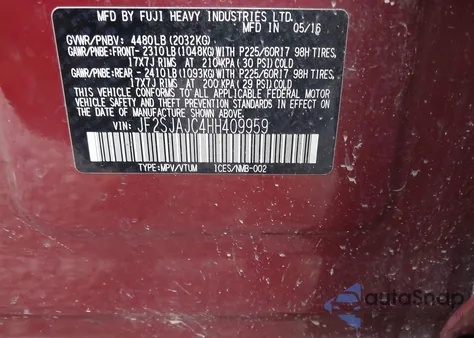 MFD BY FUJI HEAVY INDUSTRIES LTD.
MFD IN 05/16
GVWR/PNBV: 4480LB(2032KG)
GAWR/PNBE:FRONT-2310LB(1048KG)WITH P225/60R17 98H TIRES,
17X7J RIMS AT 210KPA(30 PSI)COLD
GAWR/PNBE:REAR -2410LB(1093KG)WITH P225/60R17 98H TIRES,
17X7J RIMS AT 200KPA(29 PSI)COLD
THIS VEHICLE CONFORMS TO ALL APPLICABLE FEDERAL MOTOR
VEHICLE SAFETY AND THEFT PREVENTION STANDARDS IN EFFECT ON
THE DATE OF MANUFACTURE SHOWN ABOVE.
VIN: JF2SJAJC4HH409959
TYPE:MPV/VTUM ICES/NMB-002
autoSnap